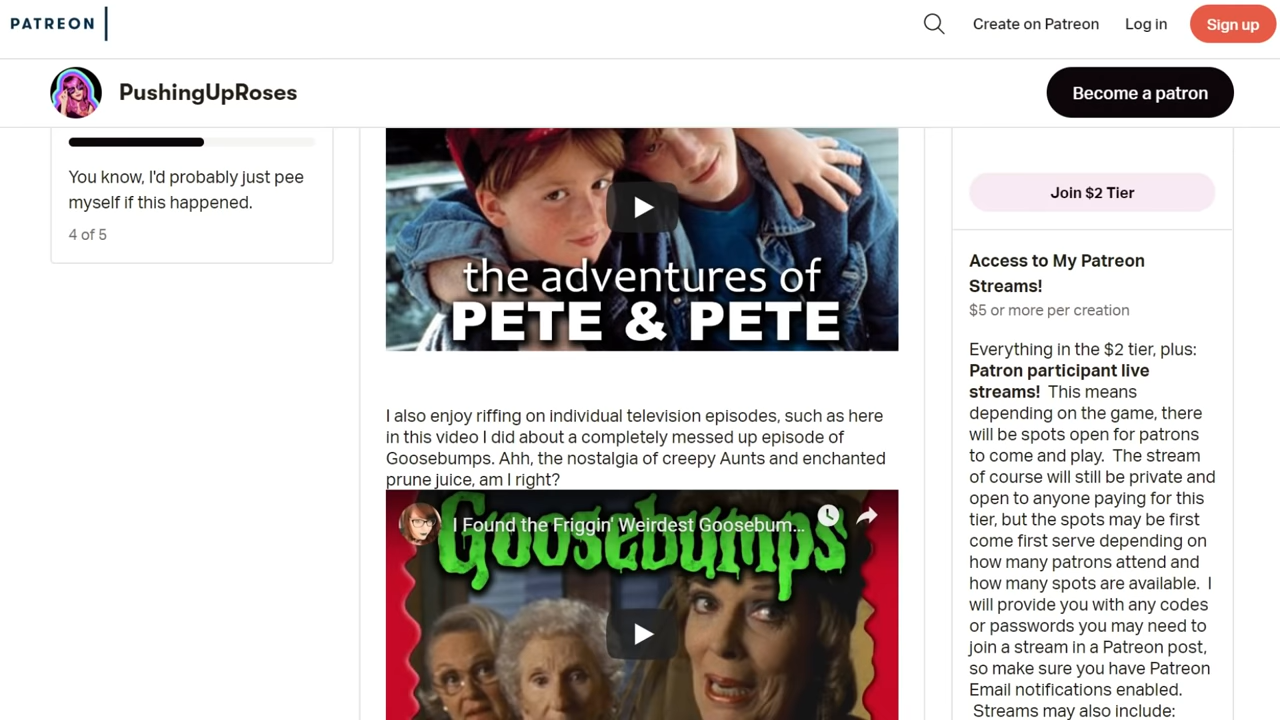 PATREON
Create on Patreon
Log in
Sign up
PushingUpRoses
Become a patron
You know, I'd probably just pee
myself if this happened.
4 of 5
the adventures of
PETE & PETE
I also enjoy riffing on individual television episodes, such as here
in this video I did about a completely messed up episode of
Goosebumps. Ahh, the nostalgia of creepy Aunts and enchanted
prune juice, am I right?
I Found the Friggin' Weirdest Goosebum...
Goosebumps
Join $2 Tier
Access to My Patreon
Streams!
$5 or more per creation
Everything in the $2 tier, plus:
Patron participant live
streams!  This means
depending on the game, there
will be spots open for patrons
to come and play.  The stream
of course will still be private and
open to anyone paying for this
tier, but the spots may be first
come first serve depending on
how many patrons attend and
how many spots are available.  I
will provide you with any codes
or passwords you may need to
join a stream in a Patreon post,
so make sure you have Patreon
Email notifications enabled.
Streams may also include: